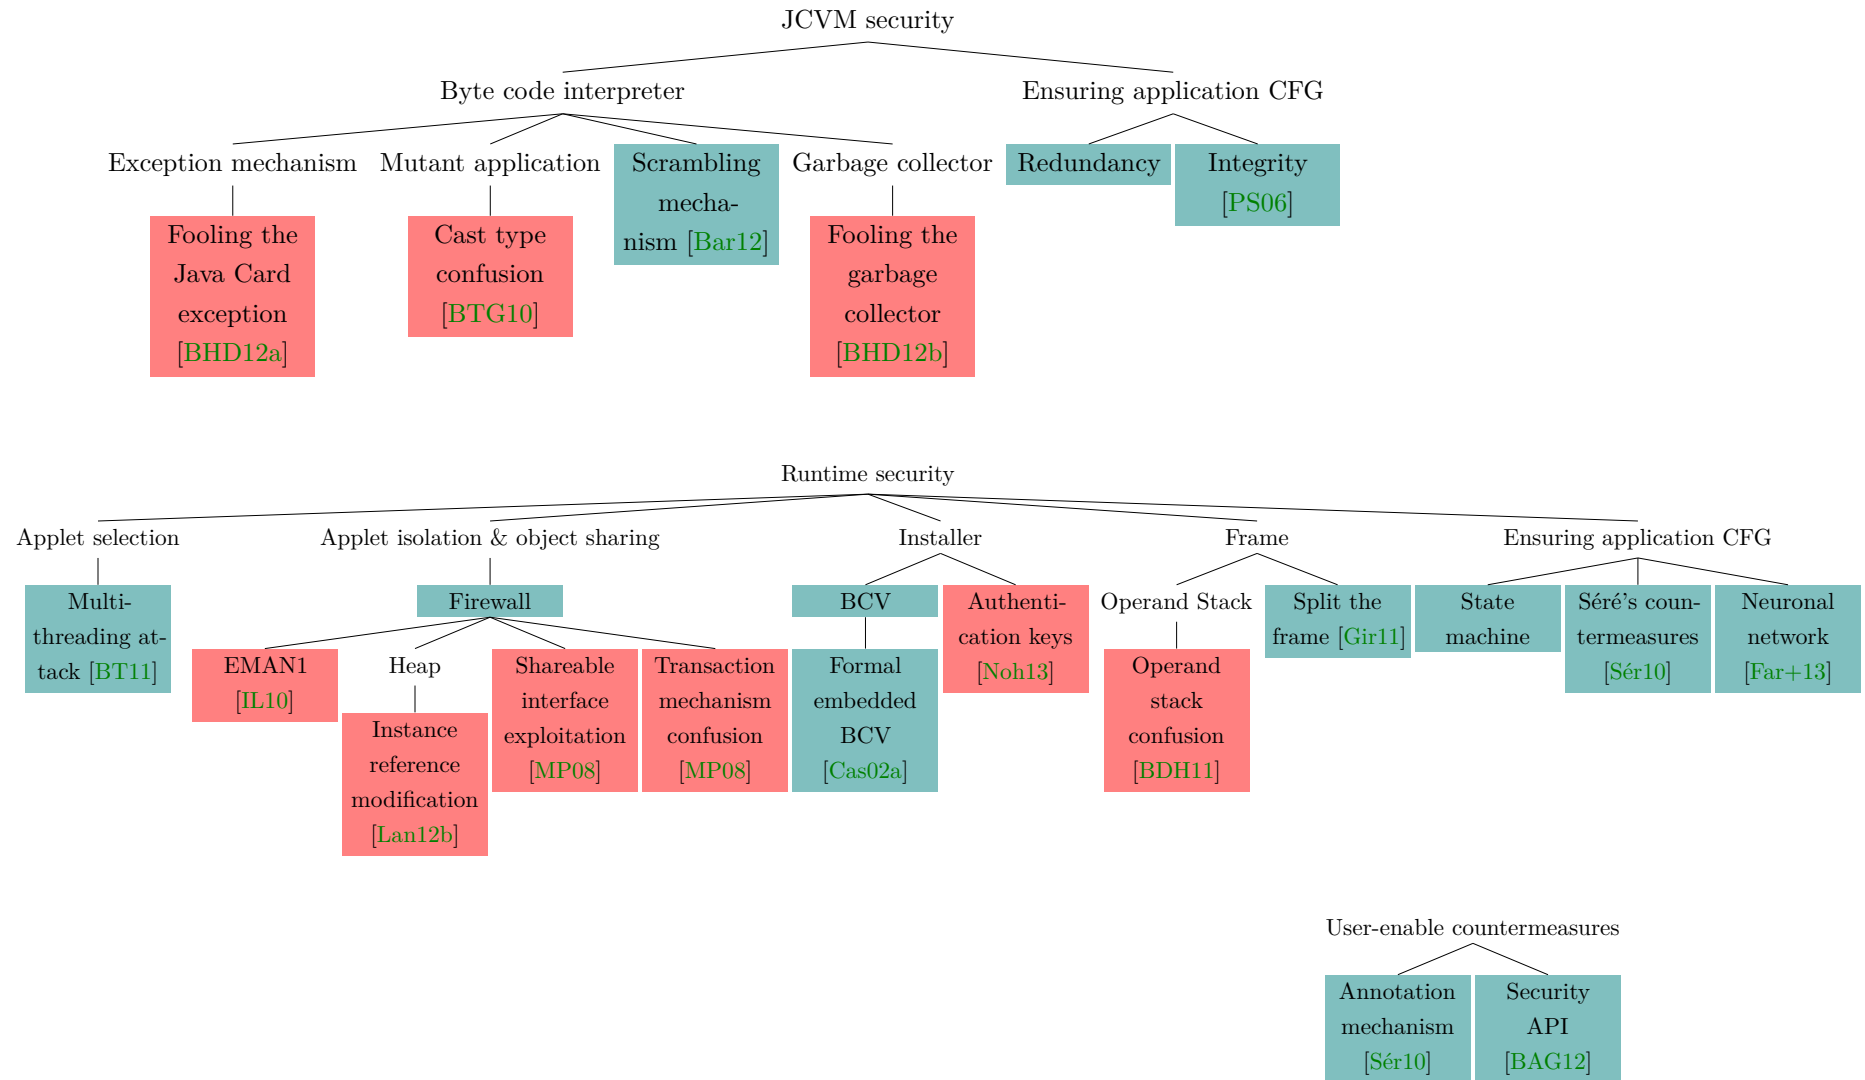 JCVM security
Byte code interpreter
Ensuring application CFG
Exception mechanism
Mutant application
Scrambling
mecha-
nism [Bar12]
Garbage collector
Redundancy
Integrity
[PS06]
Fooling the
Java Card
exception
[BHD12a]
Cast type
confusion
[BTG10]
Fooling the
garbage
collector
[BHD12b]
Runtime security
Applet selection
Applet isolation & object sharing
Installer
Frame
Ensuring application CFG
Multi-
threading at-
tack [BT11]
Firewall
BCV
Authenti-
cation keys
[Noh13]
Operand Stack
Split the
frame [Gir11]
State
machine
Séré's coun-
termeasures
[Sér10]
Neuronal
network
[Far+13]
EMAN1
[IL10]
Heap
Shareable
interface
exploitation
[MP08]
Transaction
mechanism
confusion
[MP08]
Formal
embedded
BCV
[Cas02a]
Operand
stack
confusion
[BDH11]
Instance
reference
modification
[Lan12b]
User-enable countermeasures
Annotation
mechanism
[Sér10]
Security
API
[BAG12]